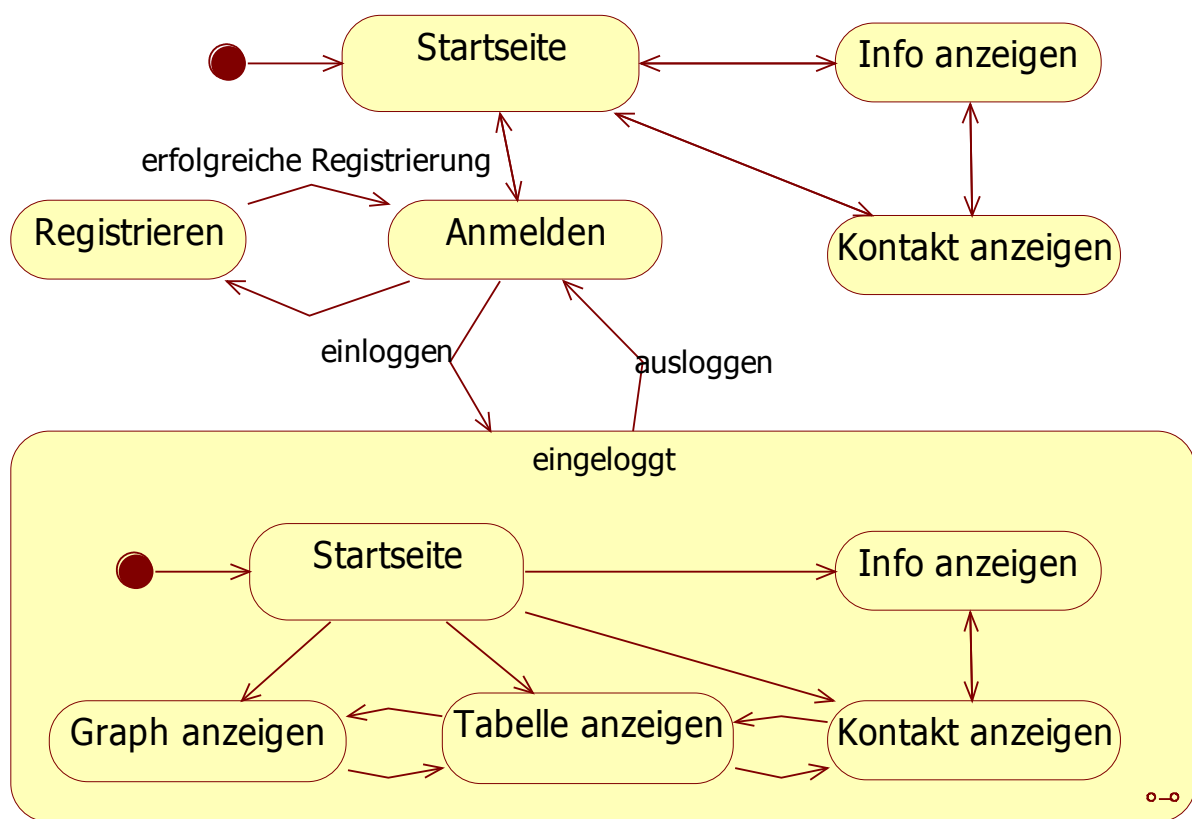 Startseite
Info anzeigen
erfolgreiche Registrierung
Registrieren
Anmelden
Kontakt anzeigen
einloggen
ausloggen
eingeloggt
Startseite
Info anzeigen
Graph anzeigen
Tabelle anzeigen
Kontakt anzeigen